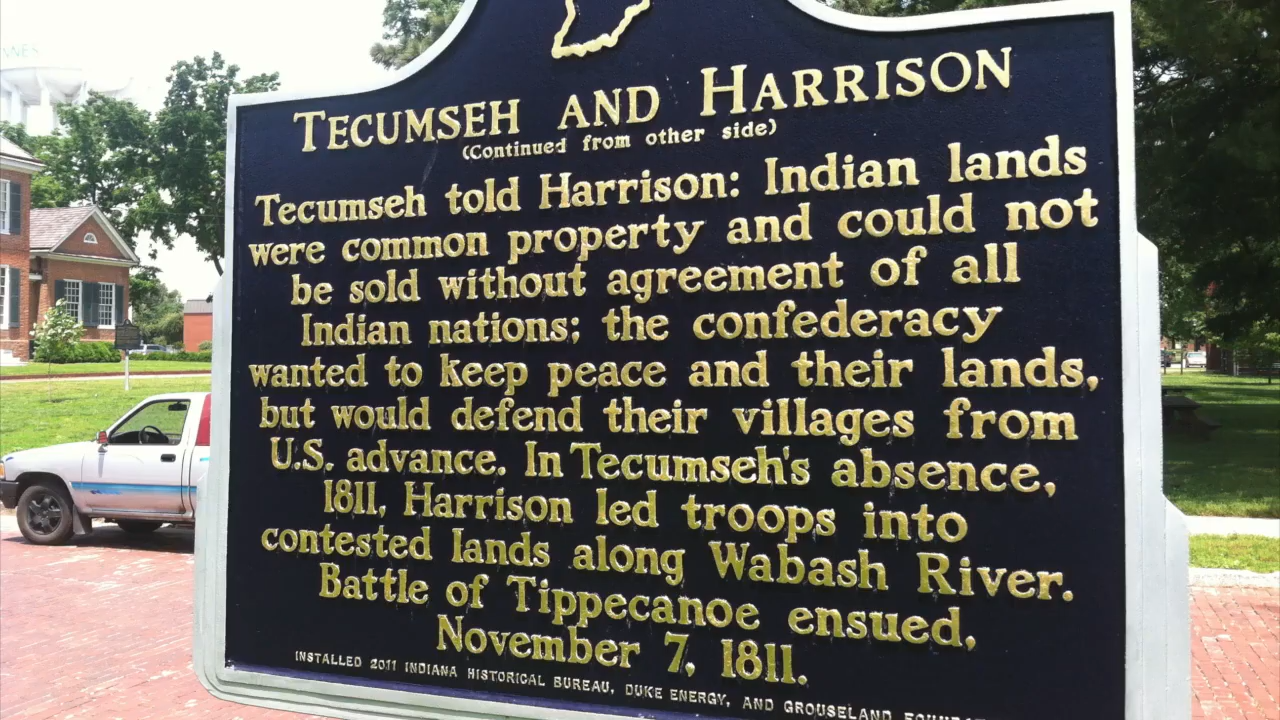 TECUMSEH AND HARRISON
(Continued from other side)
Tecumseh told Harrison: Indian lands
were common property and could not
be sold without agreement of all
Indian nations; the confederacy
wanted to keep peace and their lands,
but would defend their villages from
U.S. advance. In Tecumseh's absence,
1811, Harrison led troops into
contested lands along Wabash River.
Battle of Tippecanoe ensued,
November 7, 1811.
INSTALLED 2011 INDIANA HISTORICAL BUREAU, DUKE ENERGY, AND GROUSELAND